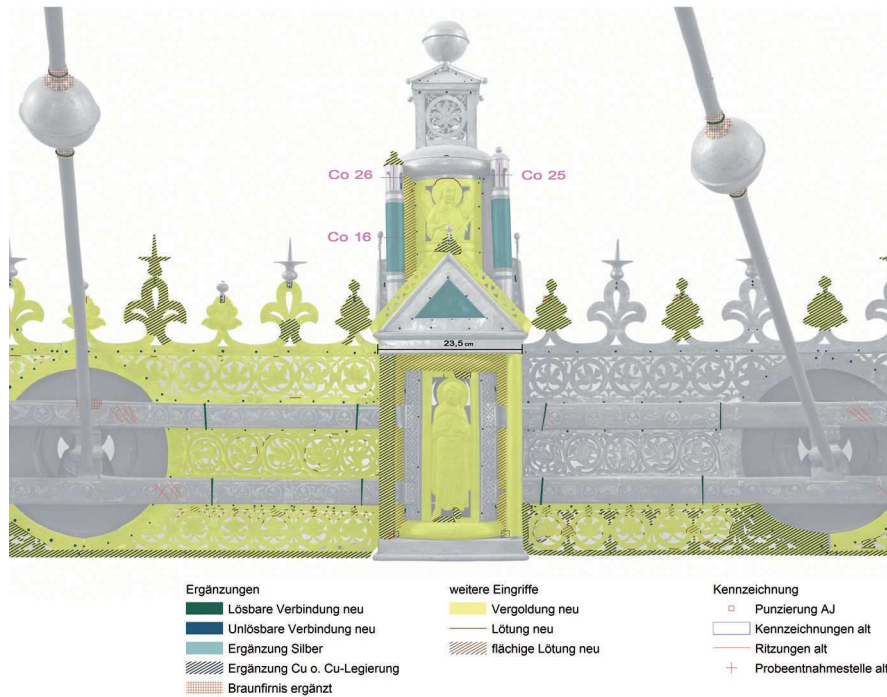 Co 26
Co 25
Co 16
23,5 cm
Ergänzungen
Lösbare Verbindung neu
Unlösbare Verbindung neu
Ergänzung Silber
Ergänzung Cu o. Cu-Legierung
Braunfirnis ergänzt
weitere Eingriffe
Vergoldung neu
Lötung neu
flächige Lötung neu
Kennzeichnung
Punzierung AJ
Kennzeichnungen alt
Ritzungen alt
Probeentnahmestelle alt